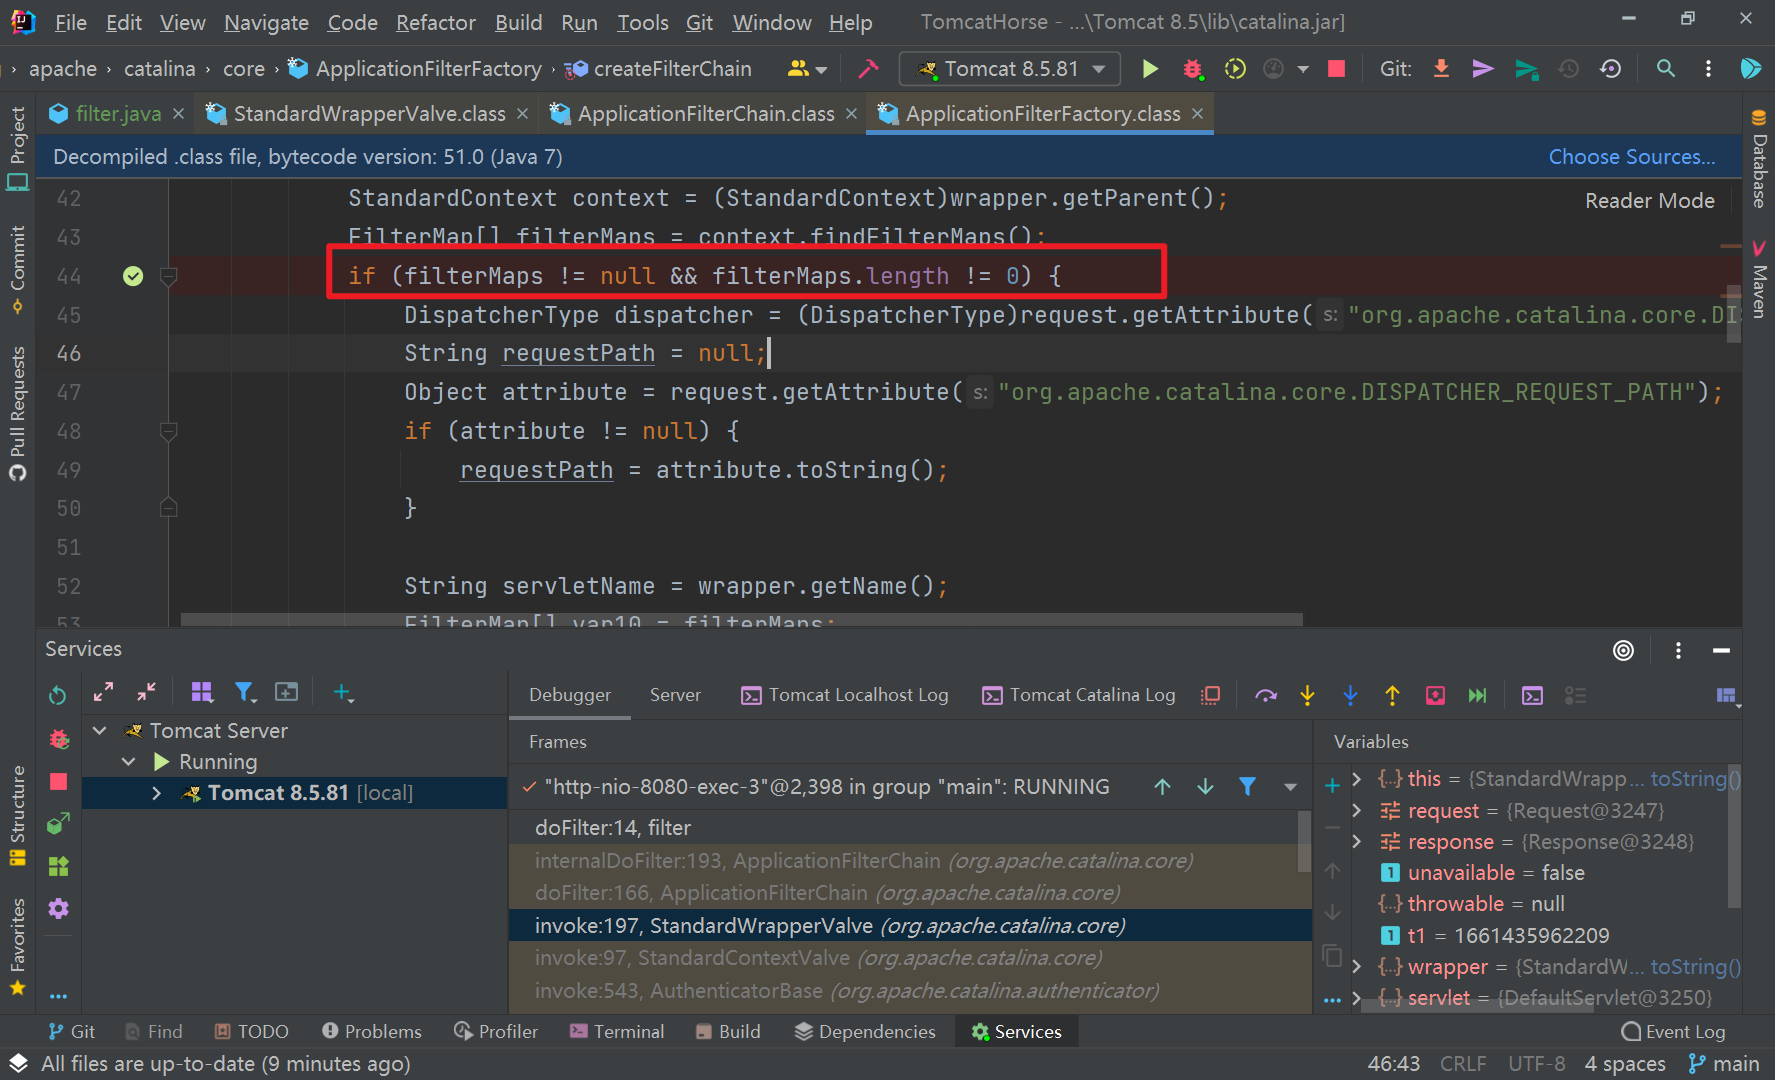 File Edit View Navigate Code Refactor Build Run Tools Git Window Help TomcatHorse - ...\Tomcat 8.5\lib\catalina.jar]
› apache › catalina › core › ApplicationFilterFactory › createFilterChain Tomcat 8.5.81 Git:
filter.java StandardWrapperValve.class ApplicationFilterChain.class ApplicationFilterFactory.class
Decompiled .class file, bytecode version: 51.0 (Java 7) Choose Sources...
Reader Mode
42 StandardContext context = (StandardContext)wrapper.getParent();
43 FilterMap[] filterMaps = context.findFilterMaps();
44 if (filterMaps != null && filterMaps.length != 0) {
45 DispatcherType dispatcher = (DispatcherType)request.getAttribute( s: "org.apache.catalina.core.DI
46 String requestPath = null;
47 Object attribute = request.getAttribute( s: "org.apache.catalina.core.DISPATCHER_REQUEST_PATH");
48 if (attribute != null) {
49 requestPath = attribute.toString();
50 }
51
52 String servletName = wrapper.getName();
53 FilterMap[] var10 = filterMaps;
Project
Commit
Pull Requests
Structure
Favorites
Database
Maven
Services
Debugger Server Tomcat Localhost Log Tomcat Catalina Log
Tomcat Server
Running
Tomcat 8.5.81 [local]
Frames
"http-nio-8080-exec-3"@2,398 in group "main": RUNNING
doFilter:14, filter
internalDoFilter:193, ApplicationFilterChain (org.apache.catalina.core)
doFilter:166, ApplicationFilterChain (org.apache.catalina.core)
invoke:197, StandardWrapperValve (org.apache.catalina.core)
invoke:97, StandardContextValve (org.apache.catalina.core)
invoke:543, AuthenticatorBase (org.apache.catalina.authenticator)
Variables
this = {StandardWrapp... toString()
request = {Request@3247}
response = {Response@3248}
unavailable = false
throwable = null
t1 = 1661435962209
wrapper = {StandardW... toString()
servlet = {DefaultServlet@3250}
Git Find TODO Problems Profiler Terminal Build Dependencies Services Event Log
All files are up-to-date (9 minutes ago) 46:43 CRLF UTF-8 4 spaces main